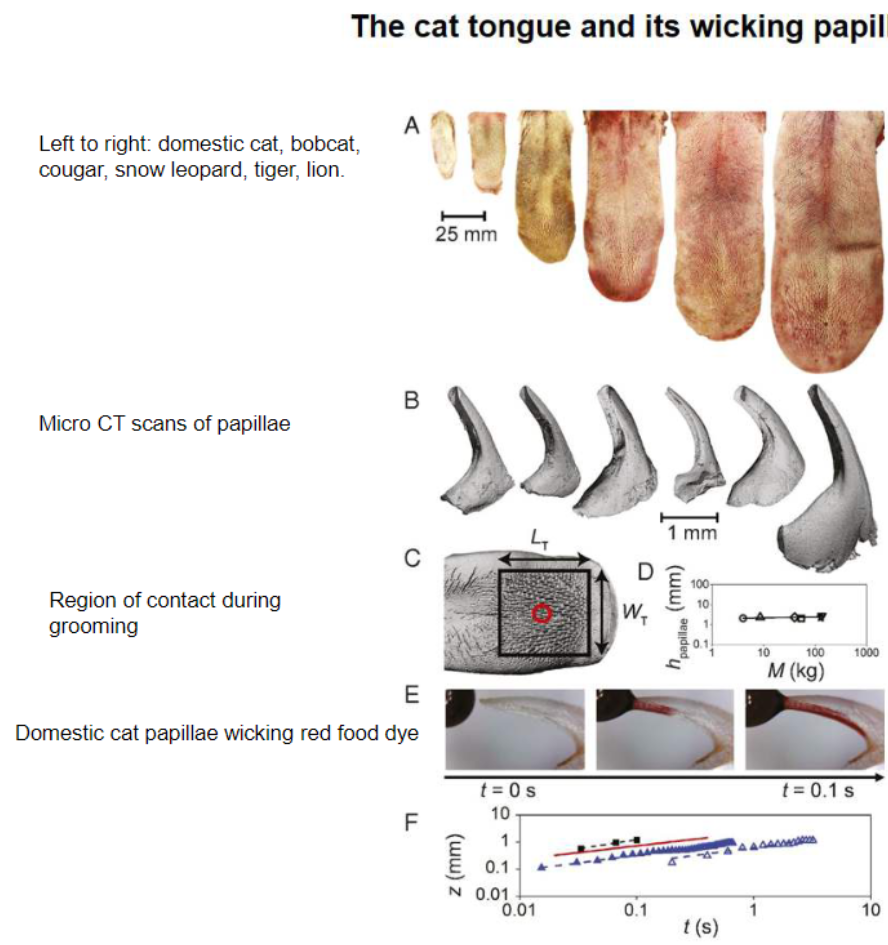 The cat tongue and its wicking papill
A
Left to right: domestic cat, bobcat,
cougar, snow leopard, tiger, lion.
25 mm
B
Micro CT scans of papillae
1 mm
C
L_T
W_T
Region of contact during
grooming
D
h_papillae (mm)
100
10
1
0.1
1 10 100 1000
M (kg)
E
Domestic cat papillae wicking red food dye
t = 0 s
t = 0.1 s
F
z (mm)
10
1
0.1
0.01
0.01 0.1 1 10
t (s)